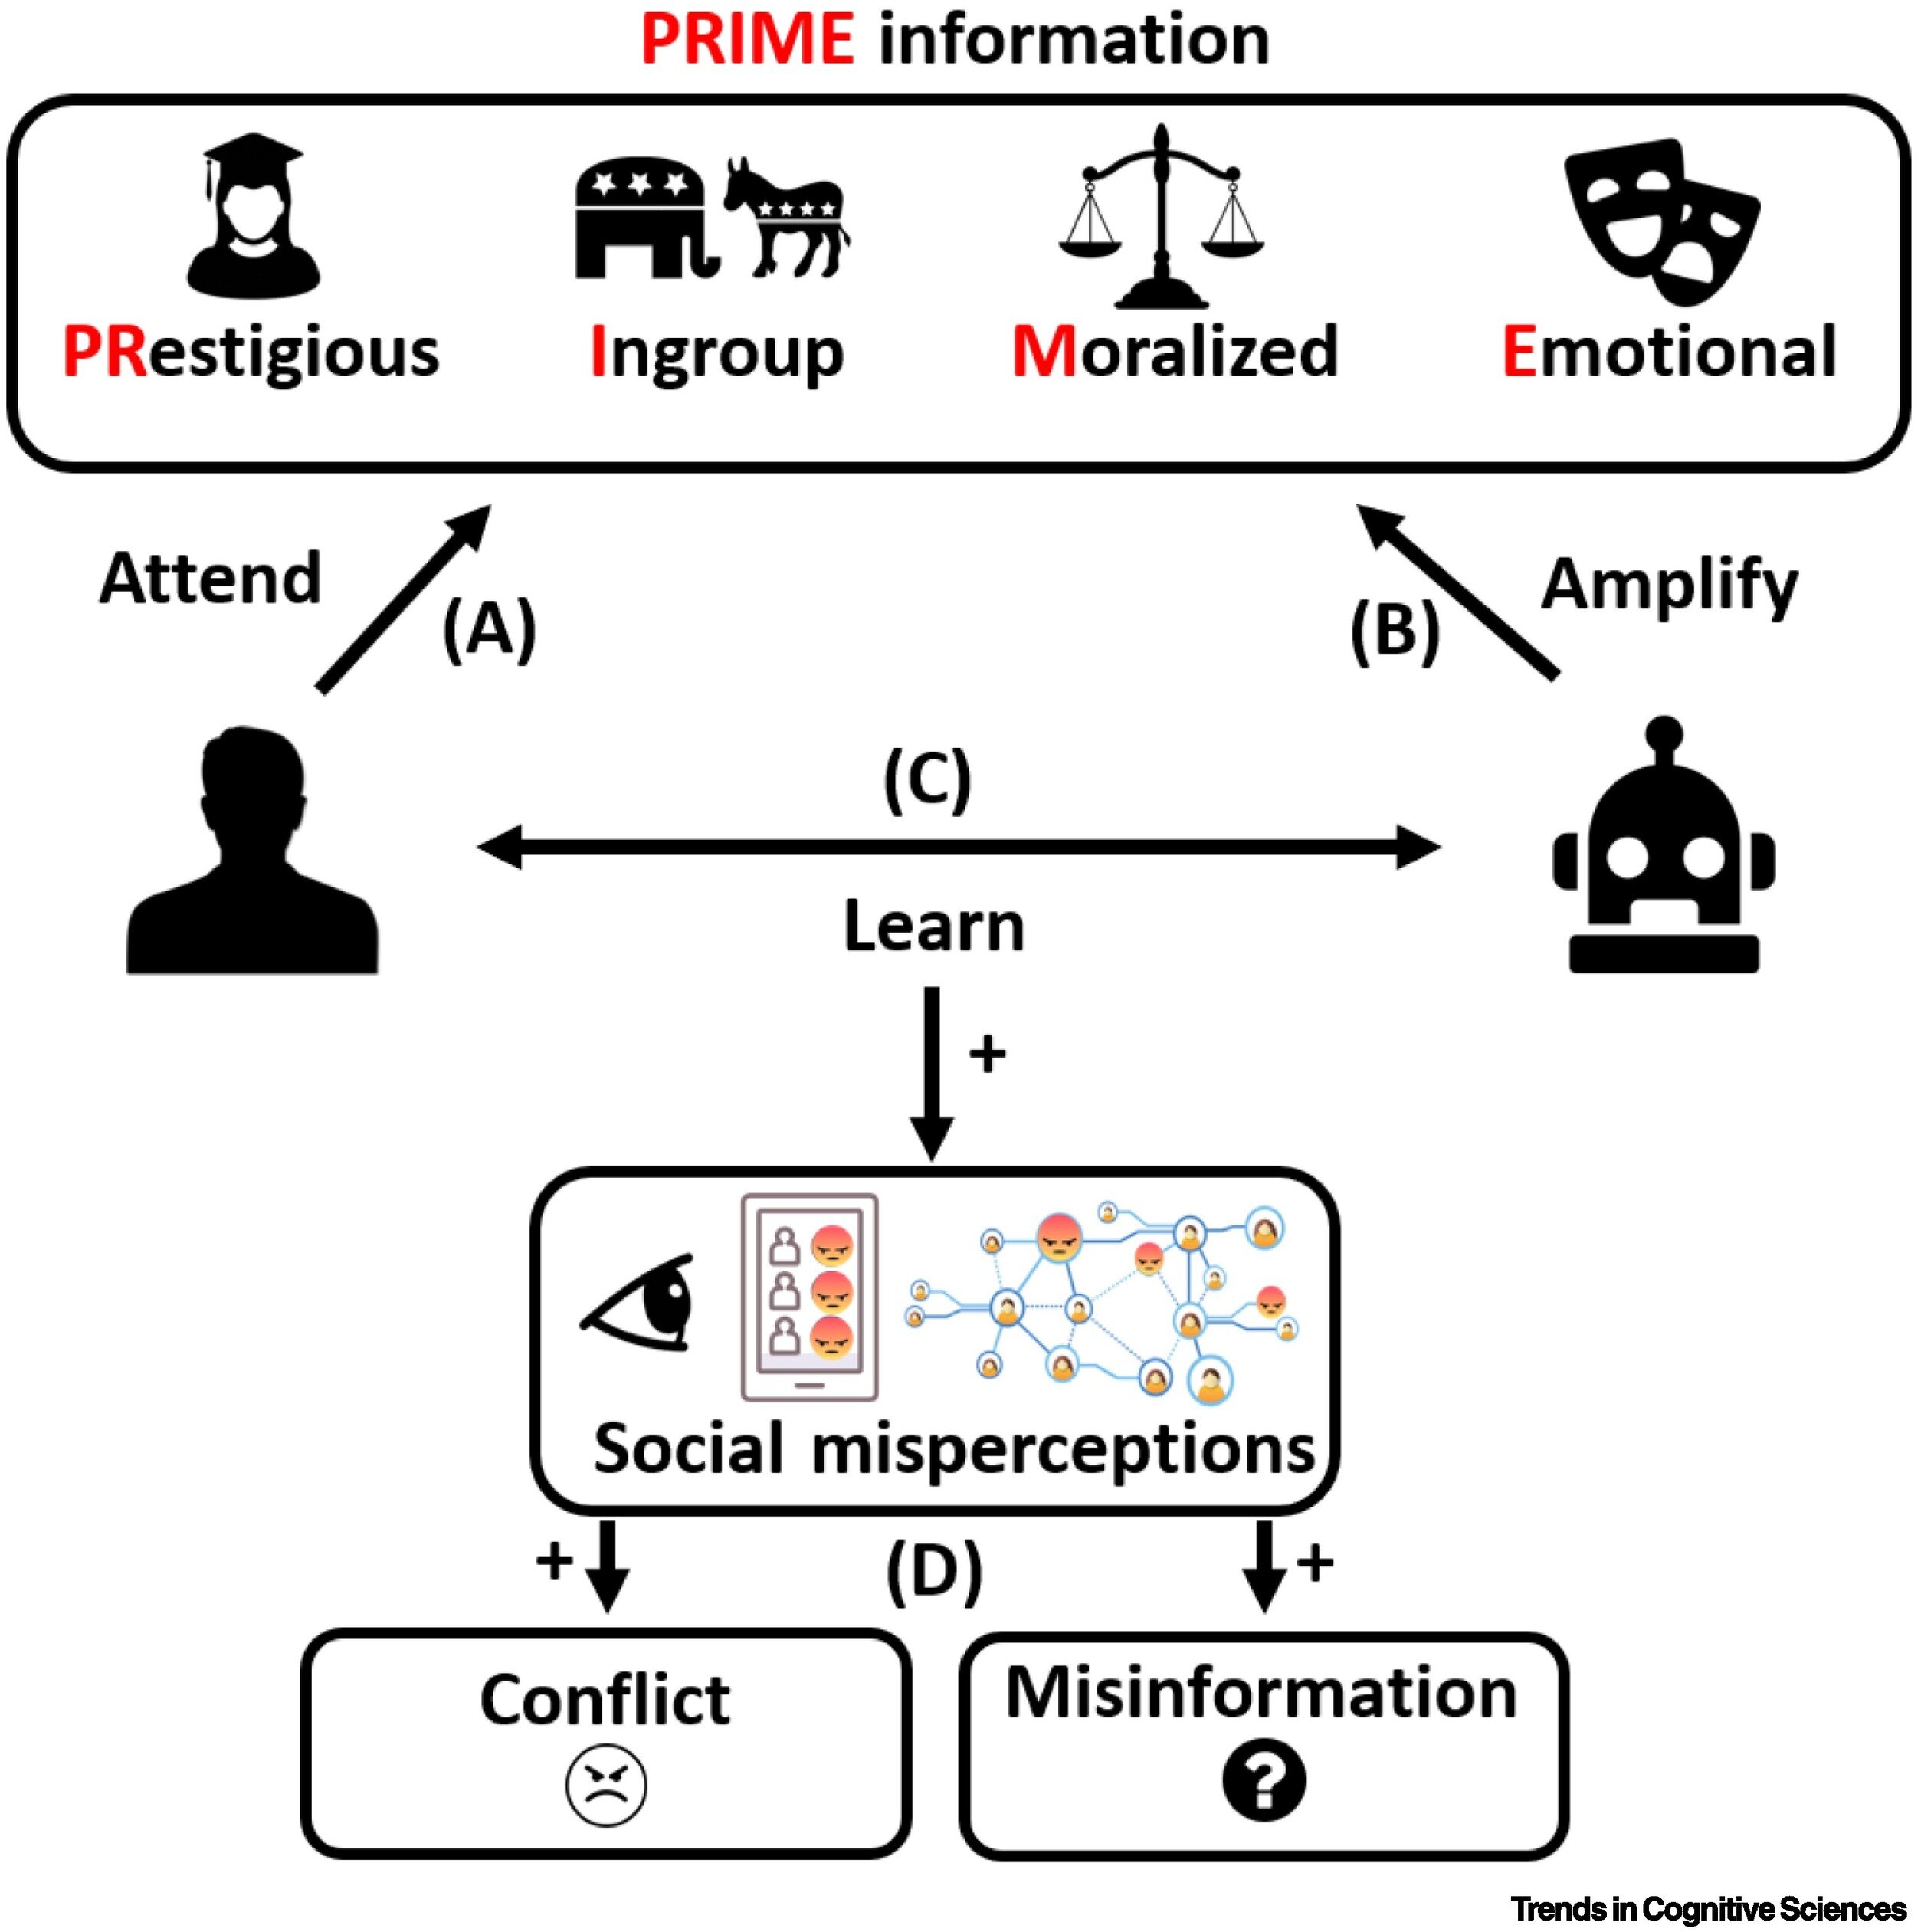 PRIME information
PRestigious
Ingroup
Moralized
Emotional
Attend
(A)
(B)
Amplify
(C)
Learn
+
Social misperceptions
+
(D)
+
Conflict
Misinformation
?
Trends in Cognitive Sciences